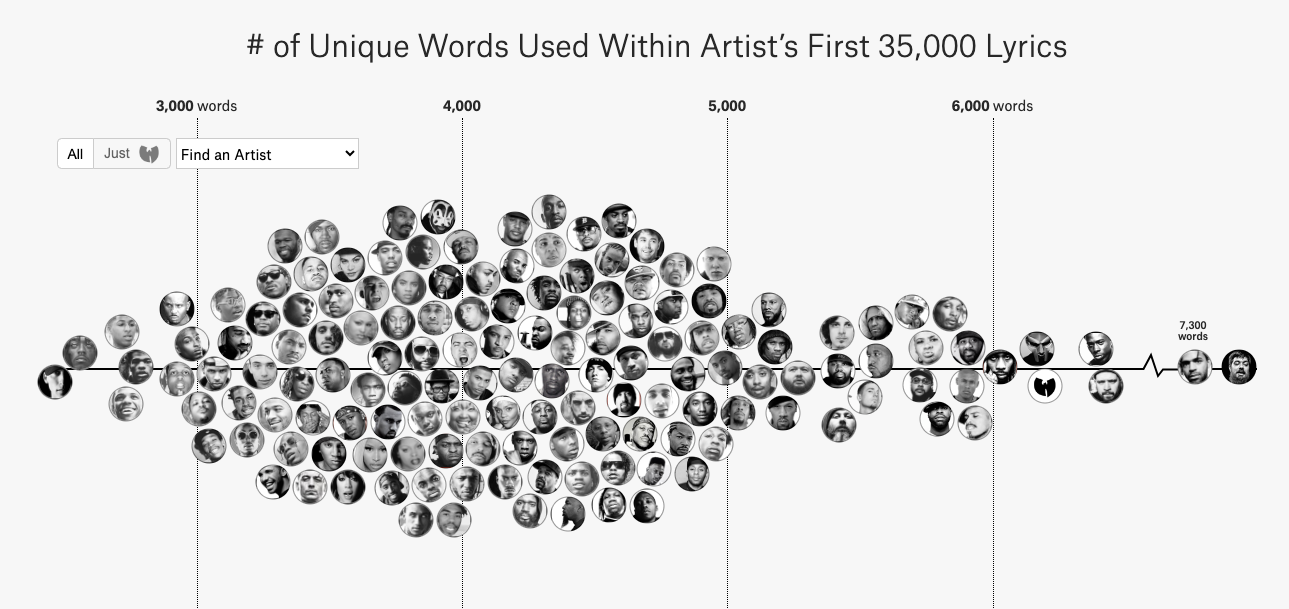 # of Unique Words Used Within Artist's First 35,000 Lyrics
3,000 words 4,000 5,000 6,000 words
All Just Find an Artist
7,300
words